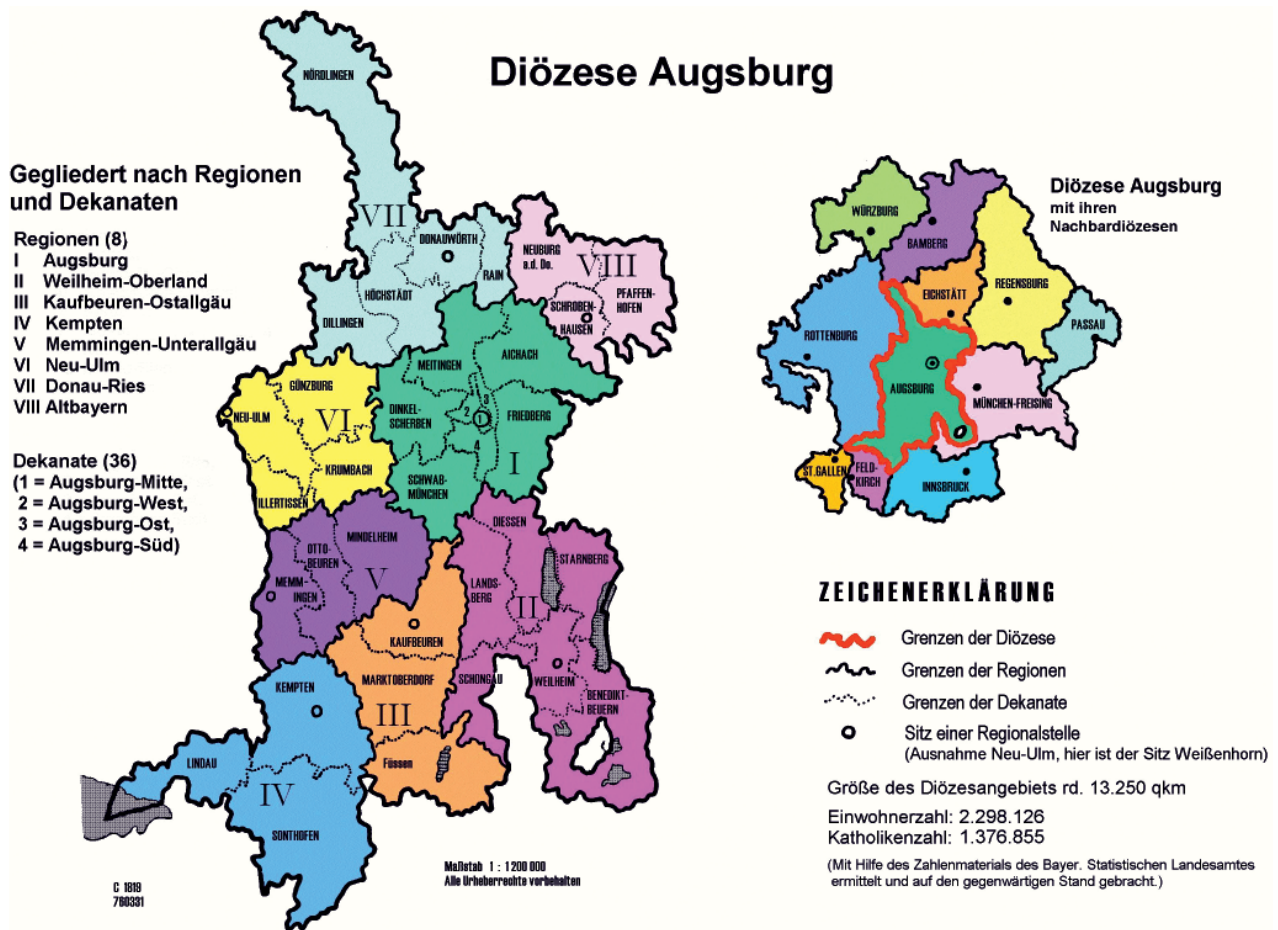 Diözese Augsburg
Gegliedert nach Regionen
und Dekanaten
Regionen (8)
I Augsburg
II Weilheim-Oberland
III Kaufbeuren-Ostallgäu
IV Kempten
V Memmingen-Unterallgäu
VI Neu-Ulm
VII Donau-Ries
VIII Altbayern
Dekanate (36)
(1 = Augsburg-Mitte,
2 = Augsburg-West,
3 = Augsburg-Ost,
4 = Augsburg-Süd)
NÖRDLINGEN
VII
DONAUWÖRTH
RAIN
HÖCHSTÄDT
DILLINGEN
NEUBURG
a.d. Do.
VIII
SCHROBEN-
HAUSEN
PFAFFEN-
HOFEN
MEITINGEN
AICHACH
DINKEL-
SCHERBEN
3
2
1
4
FRIEDBERG
SCHWAB-
MÜNCHEN
I
GÜNZBURG
NEU-ULM
VI
KRUMBACH
ILLERTISSEN
MINDELHEIM
OTTO-
BEUREN
MEMM-
INGEN
V
DIESSEN
STARNBERG
LANDS-
BERG
II
SCHONGAU
WEILHEIM
BENEDIKT-
BEUERN
KAUFBEUREN
MARKTOBERDORF
III
Füssen
KEMPTEN
LINDAU
IV
SONTHOFEN
C 1819
760331
Maßstab 1 : 1200 000
Alle Urheberrechte vorbehalten
Diözese Augsburg
mit ihren
Nachbardiözesen
WÜRZBURG
BAMBERG
EICHSTÄTT
REGENSBURG
PASSAU
ROTTENBURG
AUGSBURG
MÜNCHEN-FREISING
ST.GALLEN
FELD-
KIRCH
INNSBRUCK
ZEICHENERKLÄRUNG
Grenzen der Diözese
Grenzen der Regionen
Grenzen der Dekanate
Sitz einer Regionalstelle
(Ausnahme Neu-Ulm, hier ist der Sitz Weißenhorn)
Größe des Diözesangebiets rd. 13.250 qkm
Einwohnerzahl: 2.298.126
Katholikenzahl: 1.376.855
(Mit Hilfe des Zahlenmaterials des Bayer. Statistischen Landesamtes
ermittelt und auf den gegenwärtigen Stand gebracht.)